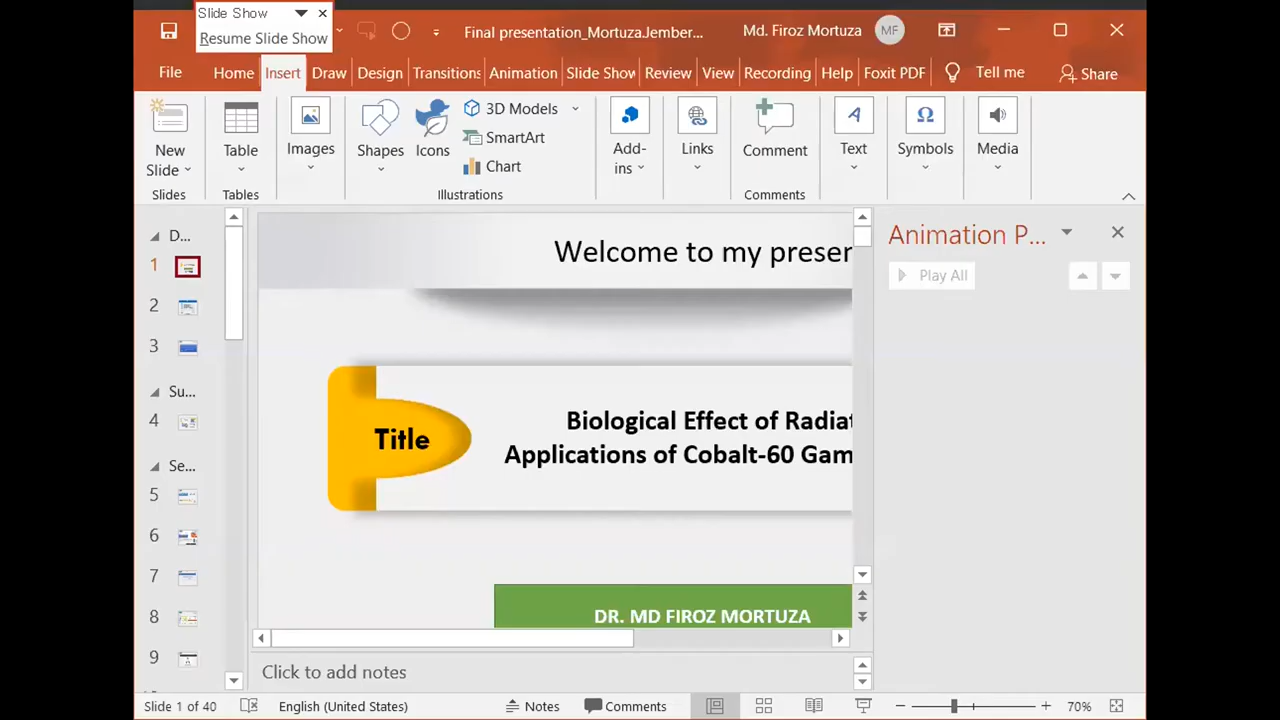 Slide Show
Resume Slide Show
Final presentation_Mortuza.Jember...
Md. Firoz Mortuza
MF
File
Home
Insert
Draw
Design
Transitions
Animation
Slide Show
Review
View
Recording
Help
Foxit PDF
Tell me
Share
New
Slide
Table
Images
Shapes
Icons
3D Models
SmartArt
Chart
Add-
ins
Links
Comment
Text
Symbols
Media
Slides
Tables
Illustrations
Comments
D...
1
2
3
Su...
4
Se...
5
6
7
8
9
Welcome to my presen
Title
Biological Effect of Radiat
Applications of Cobalt-60 Gam
DR. MD FIROZ MORTUZA
Animation P...
Play All
Click to add notes
Slide 1 of 40
English (United States)
Notes
Comments
70%